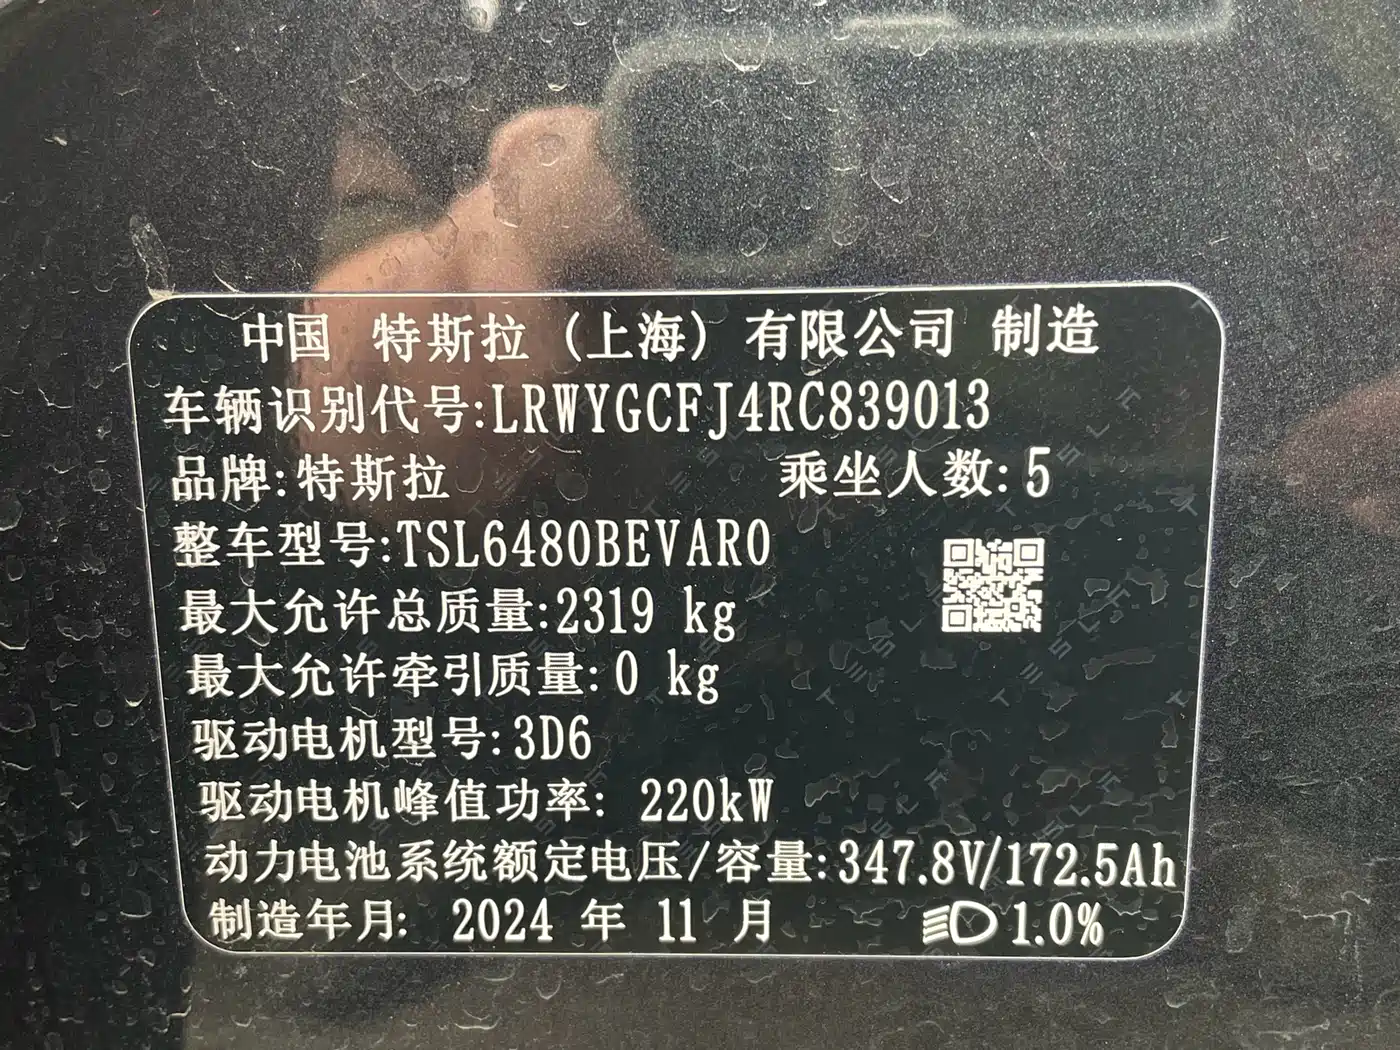 中国 特斯拉（上海）有限公司 制造
车辆识别代号:LRWYGCFJ4RC839013
品牌:特斯拉 乘坐人数:5
整车型号:TSL6480BEVAR0
最大允许总质量:2319 kg
最大允许牵引质量:0 kg
驱动电机型号:3D6
驱动电机峰值功率: 220kW
动力电池系统额定电压/容量:347.8V/172.5Ah
制造年月: 2024 年 11 月 1.0%